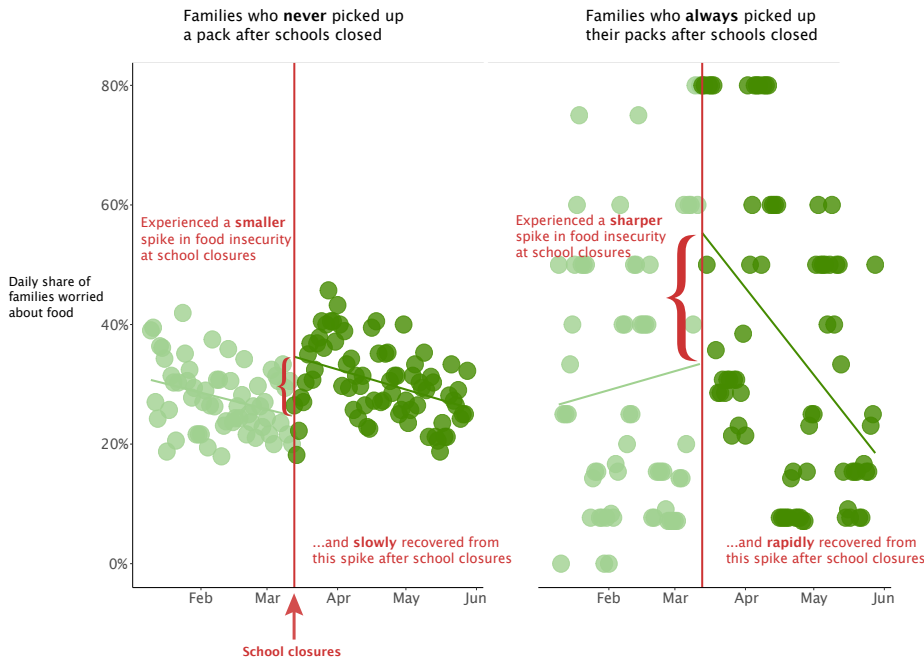 Families who never picked up
a pack after schools closed
Families who always picked up
their packs after schools closed
80%
60%
40%
20%
0%
Daily share of
families worried
about food
Experienced a smaller
spike in food insecurity
at school closures
...and slowly recovered from
this spike after school closures
Experienced a sharper
spike in food insecurity
at school closures
...and rapidly recovered from
this spike after school closures
Feb Mar Apr May Jun
Feb Mar Apr May Jun
School closures